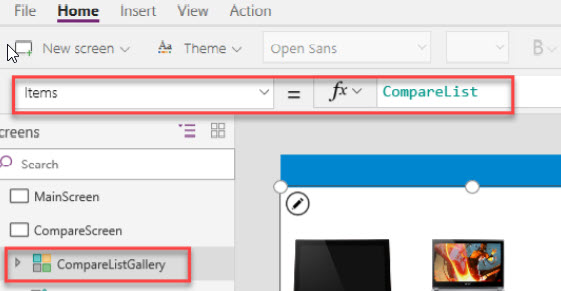 File Home Insert View Action
New screen Theme Open Sans B
Items = fx CompareList
creens
Search
MainScreen
CompareScreen
CompareListGallery